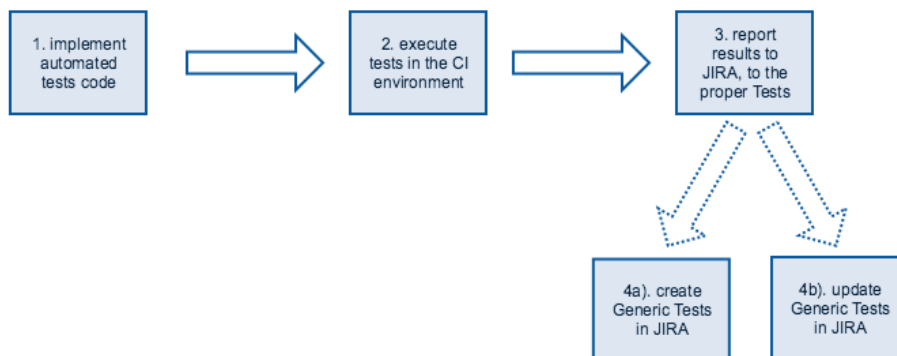 1. implement
automated
tests code
2. execute
tests in the CI
environment
3. report
results to
JIRA, to the
proper Tests
4a). create
Generic Tests
in JIRA
4b). update
Generic Tests
in JIRA